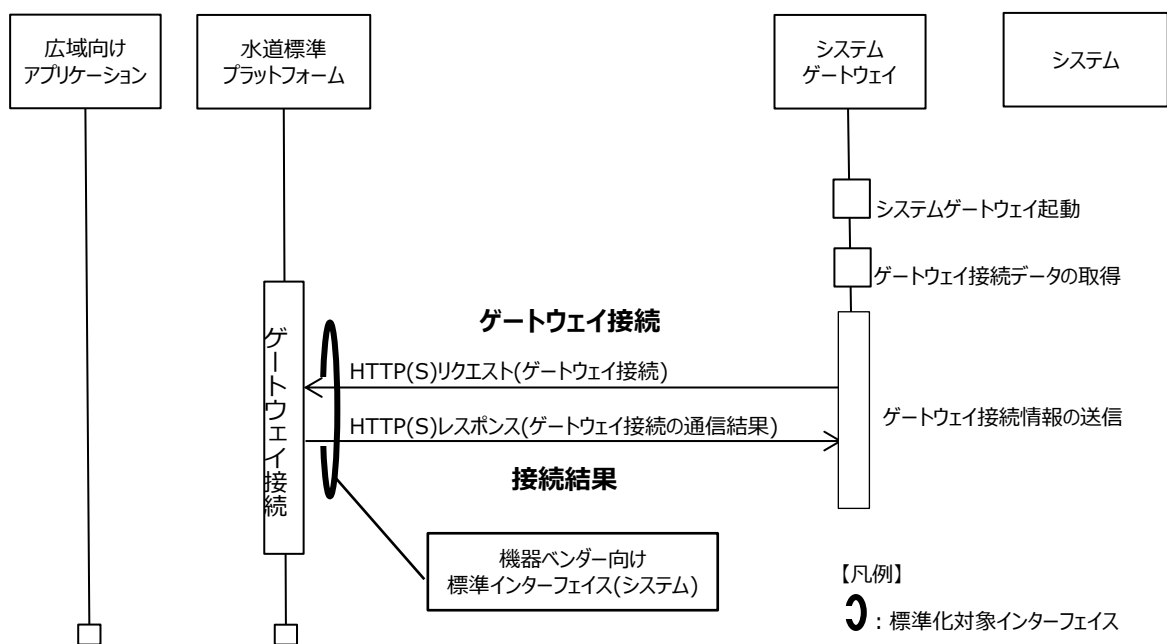 広域向け
アプリケーション
水道標準
プラットフォーム
システム
ゲートウェイ
システム
システムゲートウェイ起動
ゲートウェイ接続データの取得
ゲートウェイ接続
ゲートウェイ接続
HTTP(S)リクエスト(ゲートウェイ接続)
ゲートウェイ接続情報の送信
HTTP(S)レスポンス(ゲートウェイ接続の通信結果)
接続結果
機器ベンダー向け
標準インターフェイス(システム)
【凡例】
：標準化対象インターフェイス